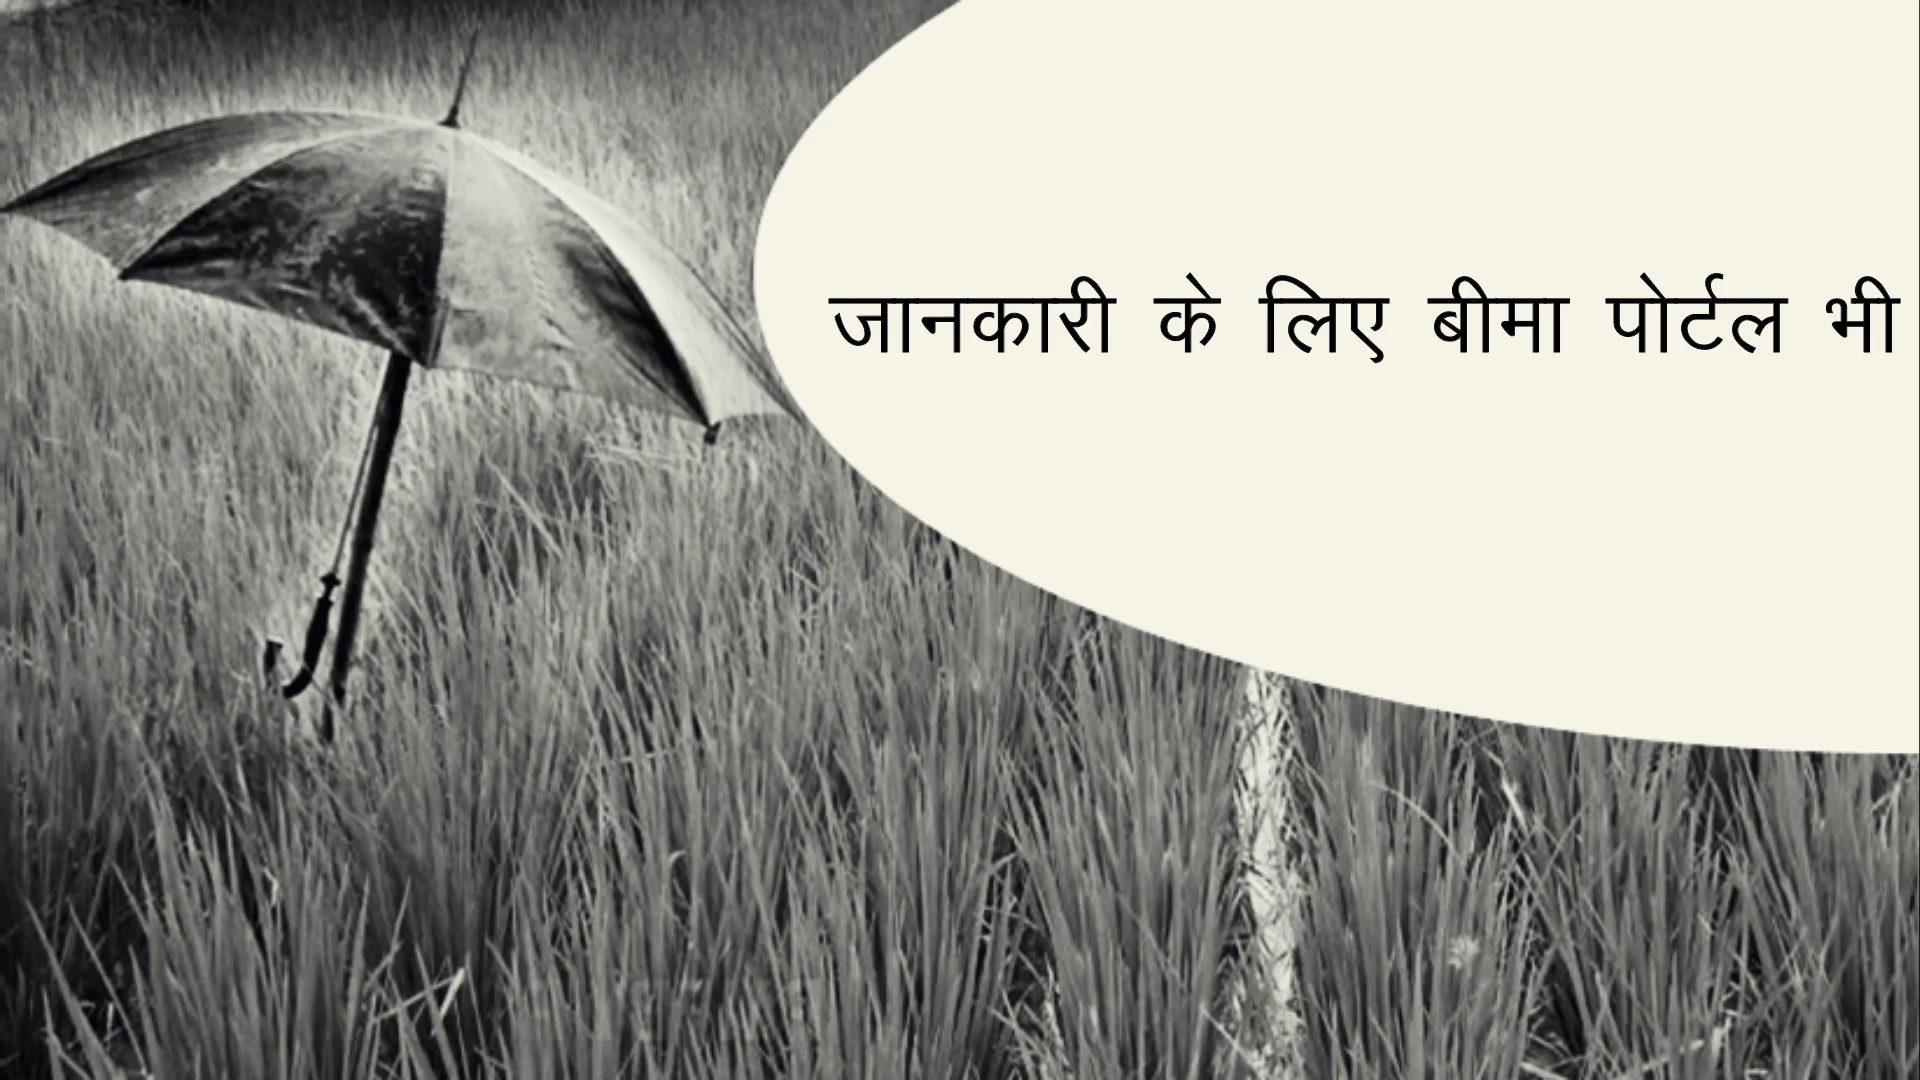 जानकारी के लिए बीमा पोर्टल भी